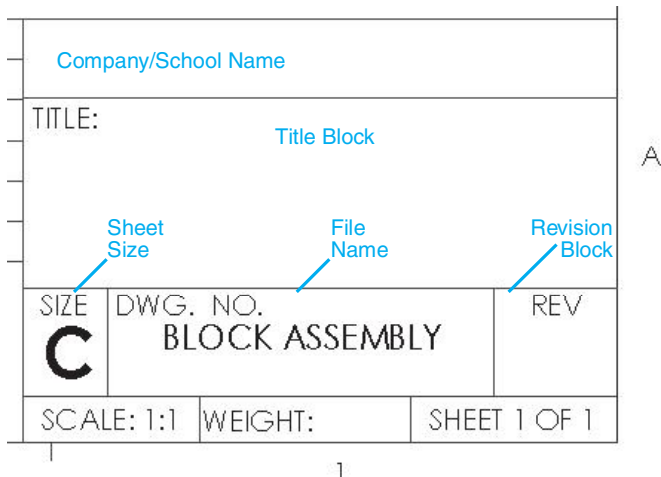 Company/School Name
TITLE:
Title Block
A
Sheet
Size
File
Name
Revision
Block
SIZE
C
DWG. NO.
BLOCK ASSEMBLY
REV
SCALE: 1:1
WEIGHT:
SHEET 1 OF 1
1